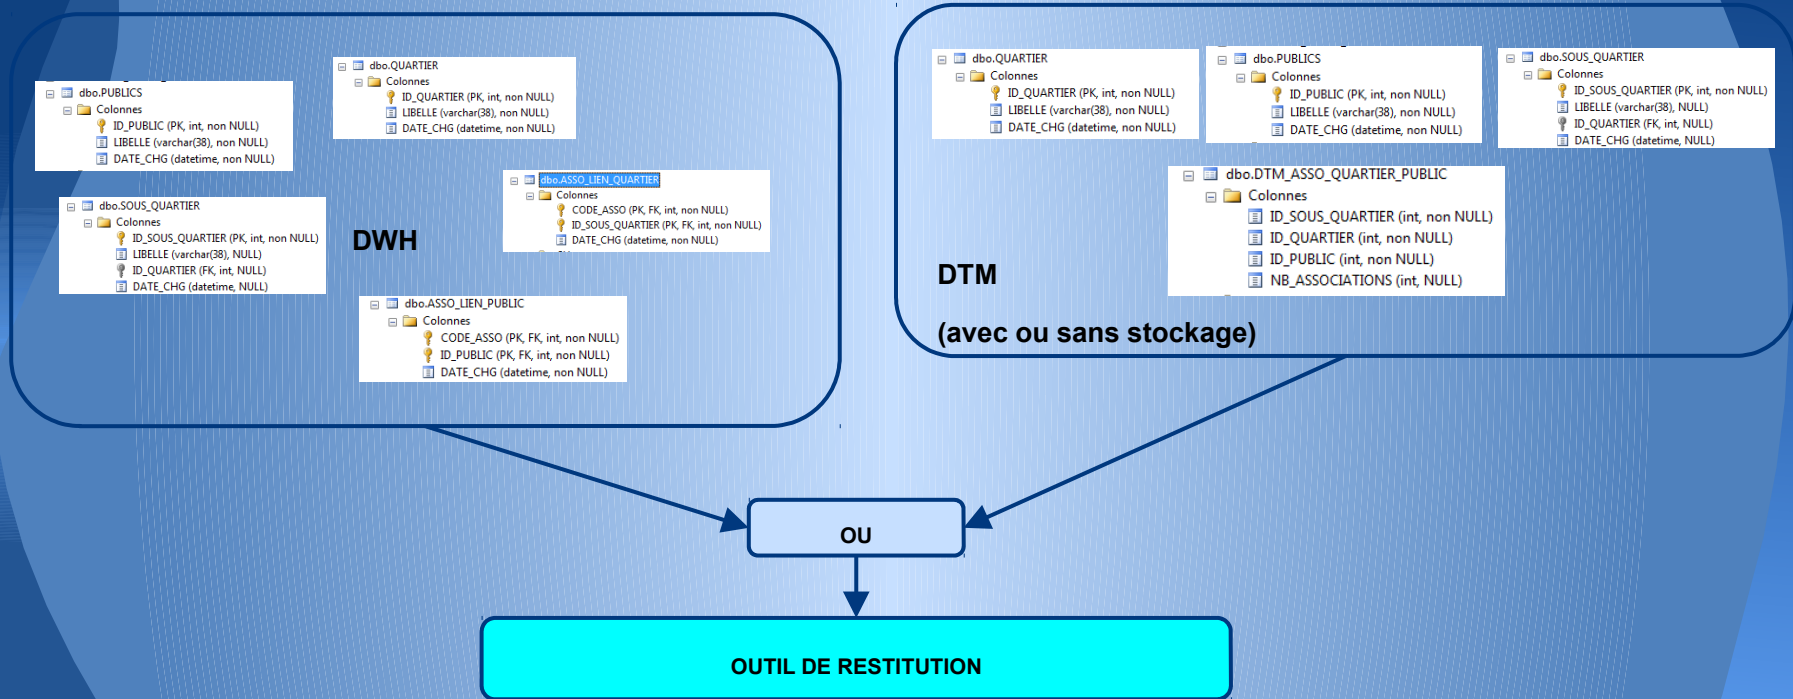 dbo.PUBLICS
Colonnes
ID_PUBLIC (PK, int, non NULL)
LIBELLE (varchar(38), non NULL)
DATE_CHG (datetime, non NULL)
dbo.QUARTIER
Colonnes
ID_QUARTIER (PK, int, non NULL)
LIBELLE (varchar(38), non NULL)
DATE_CHG (datetime, non NULL)
dbo.SOUS_QUARTIER
Colonnes
ID_SOUS_QUARTIER (PK, int, non NULL)
LIBELLE (varchar(38), NULL)
ID_QUARTIER (FK, int, NULL)
DATE_CHG (datetime, NULL)
DWH
dbo.ASSO_LIEN_QUARTIER
Colonnes
CODE_ASSO (PK, FK, int, non NULL)
ID_SOUS_QUARTIER (PK, FK, int, non NULL)
DATE_CHG (datetime, non NULL)
dbo.ASSO_LIEN_PUBLIC
Colonnes
CODE_ASSO (PK, FK, int, non NULL)
ID_PUBLIC (PK, FK, int, non NULL)
DATE_CHG (datetime, non NULL)
dbo.QUARTIER
Colonnes
ID_QUARTIER (PK, int, non NULL)
LIBELLE (varchar(38), non NULL)
DATE_CHG (datetime, non NULL)
dbo.PUBLICS
Colonnes
ID_PUBLIC (PK, int, non NULL)
LIBELLE (varchar(38), non NULL)
DATE_CHG (datetime, non NULL)
dbo.SOUS_QUARTIER
Colonnes
ID_SOUS_QUARTIER (PK, int, non NULL)
LIBELLE (varchar(38), NULL)
ID_QUARTIER (FK, int, NULL)
DATE_CHG (datetime, NULL)
dbo.DTM_ASSO_QUARTIER_PUBLIC
Colonnes
ID_SOUS_QUARTIER (int, non NULL)
ID_QUARTIER (int, non NULL)
ID_PUBLIC (int, non NULL)
NB_ASSOCIATIONS (int, NULL)
DTM
(avec ou sans stockage)
OU
OUTIL DE RESTITUTION